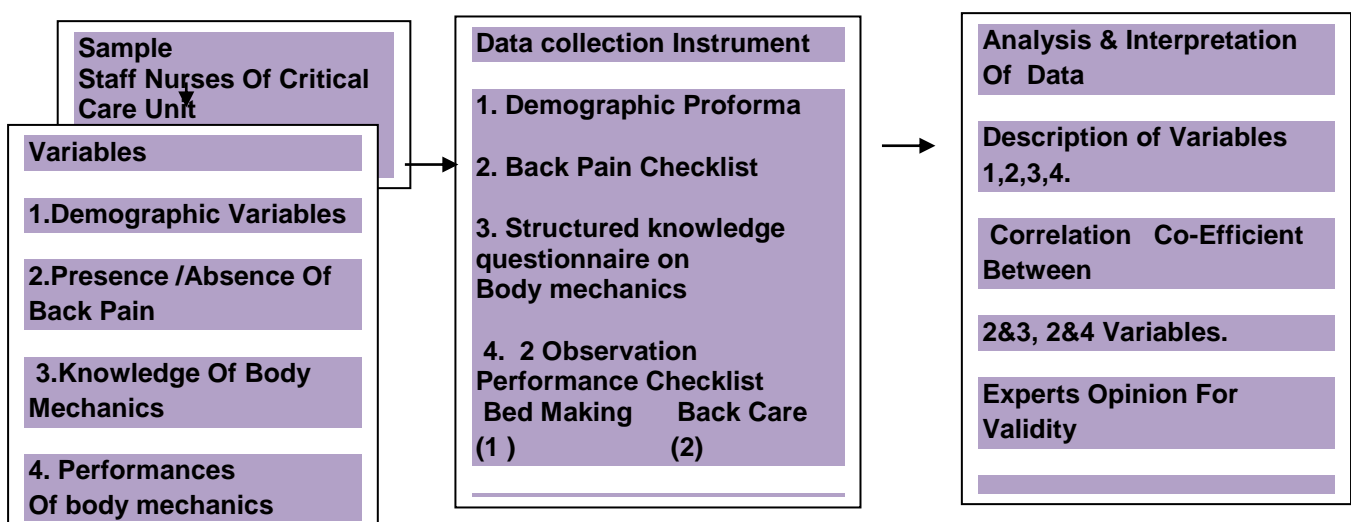 Sample
Staff Nurses Of Critical
Care Unit
Variables
1.Demographic Variables
2.Presence /Absence Of
Back Pain
3.Knowledge Of Body
Mechanics
4. Performances
Of body mechanics
Data collection Instrument
1. Demographic Proforma
2. Back Pain Checklist
3. Structured knowledge
questionnaire on
Body mechanics
4. 2 Observation
Performance Checklist
Bed Making Back Care
(1 ) (2)
Analysis & Interpretation
Of Data
Description of Variables
1,2,3,4.
Correlation Co-Efficient
Between
2&3, 2&4 Variables.
Experts Opinion For
Validity